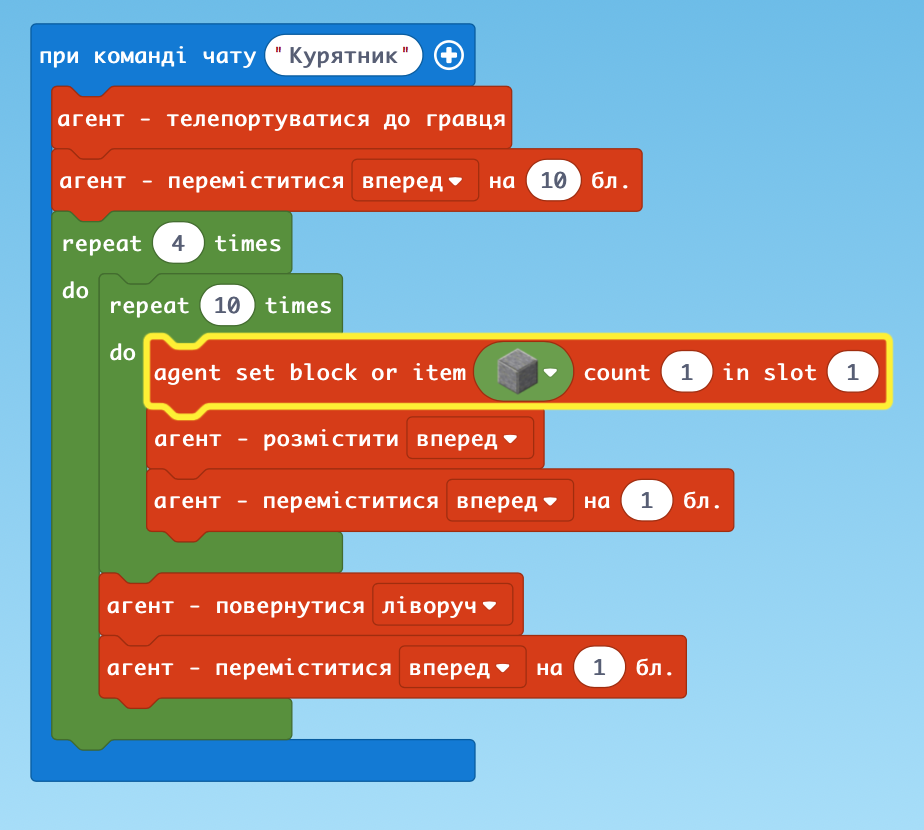 при команді чату "Курятник"
агент - телепортуватися до гравця
агент - переміститися вперед на 10 бл.
repeat 4 times
do
repeat 10 times
do
agent set block or item count 1 in slot 1
агент - розмістити вперед
агент - переміститися вперед на 1 бл.
агент - повернутися ліворуч
агент - переміститися вперед на 1 бл.